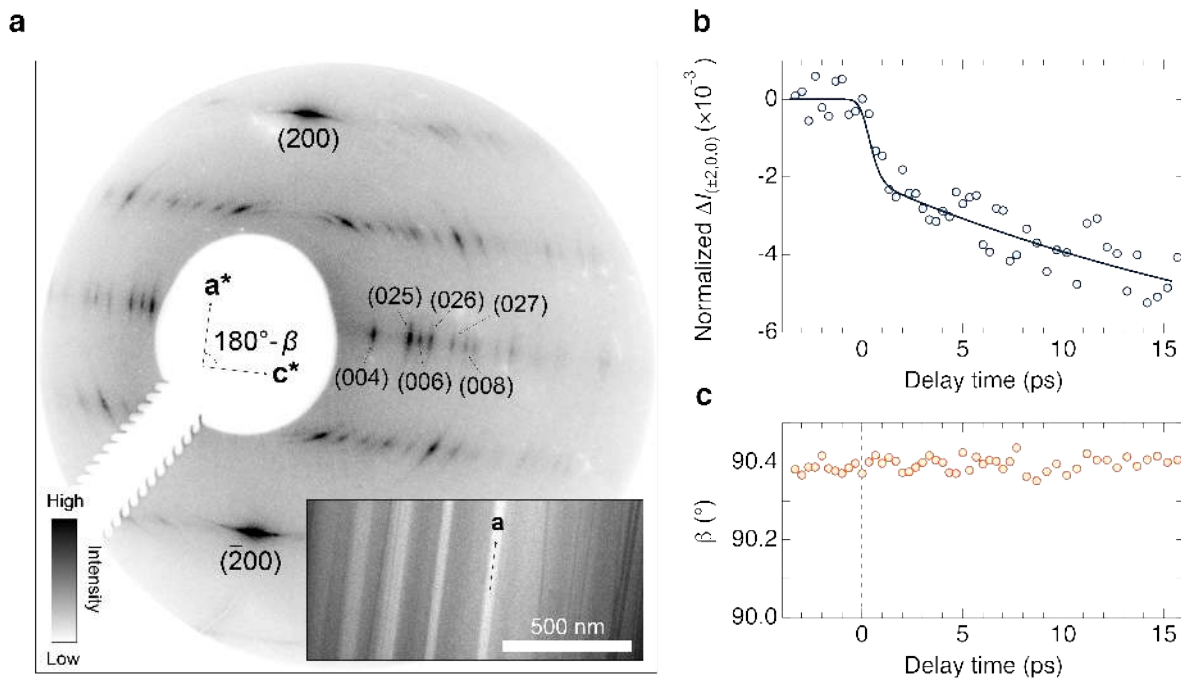 a
(200)
a*
180°-β
c*
(025)
(026)
(027)
(004)
(006)
(008)
High
Intensity
Low
(2̅00)
a
500 nm
b
Normalized ΔI(±2,0,0) (×10⁻³)
0
-2
-4
-6
0
5
10
15
Delay time (ps)
c
β (°)
90.4
90.2
90.0
0
5
10
15
Delay time (ps)